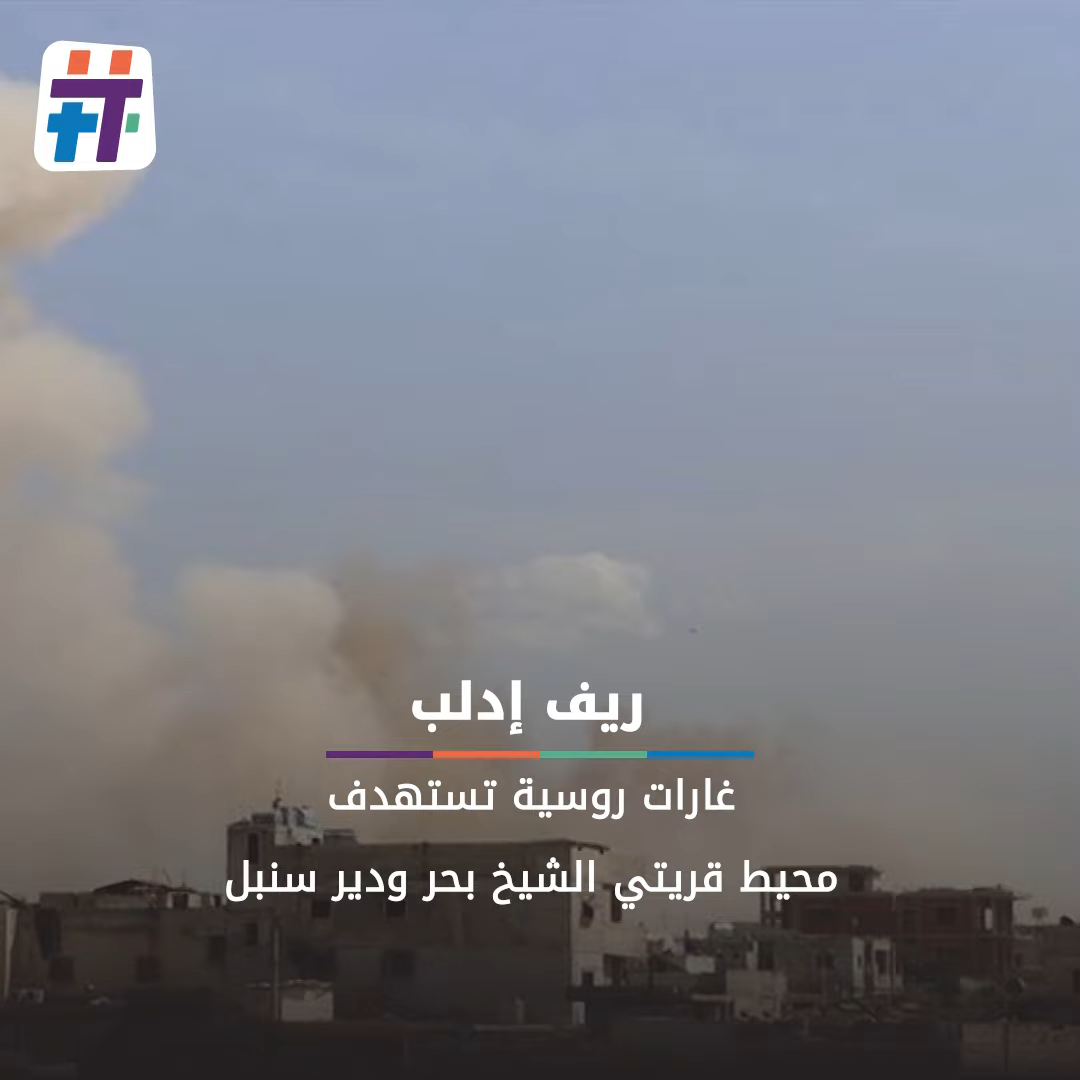 ريف إدلب
غارات روسية تستهدف
محيط قريتي الشيخ بحر ودير سنبل